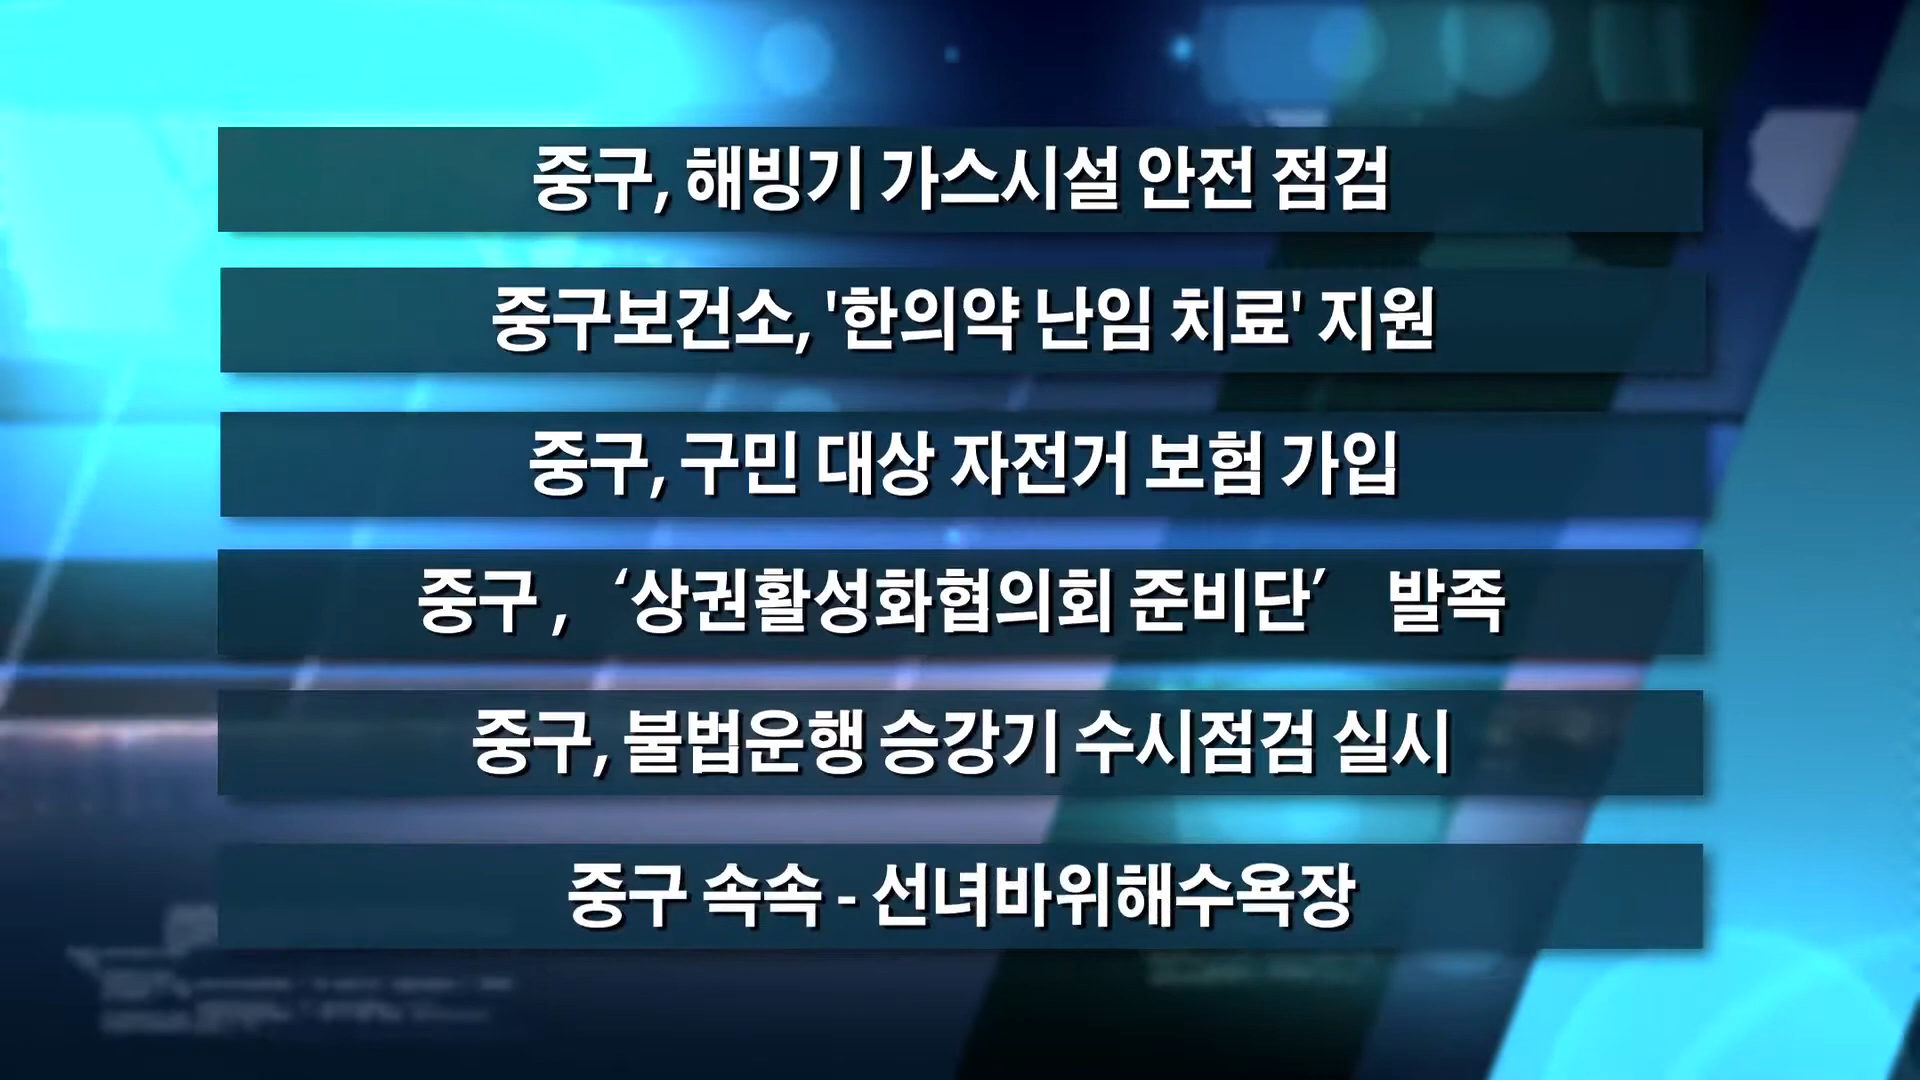 중구, 해빙기 가스시설 안전 점검
중구보건소, '한의약 난임 치료' 지원
중구, 구민 대상 자전거 보험 가입
중구 , ‘상권활성화협의회 준비단’ 발족
중구, 불법운행 승강기 수시점검 실시
중구 속속 - 선녀바위해수욕장